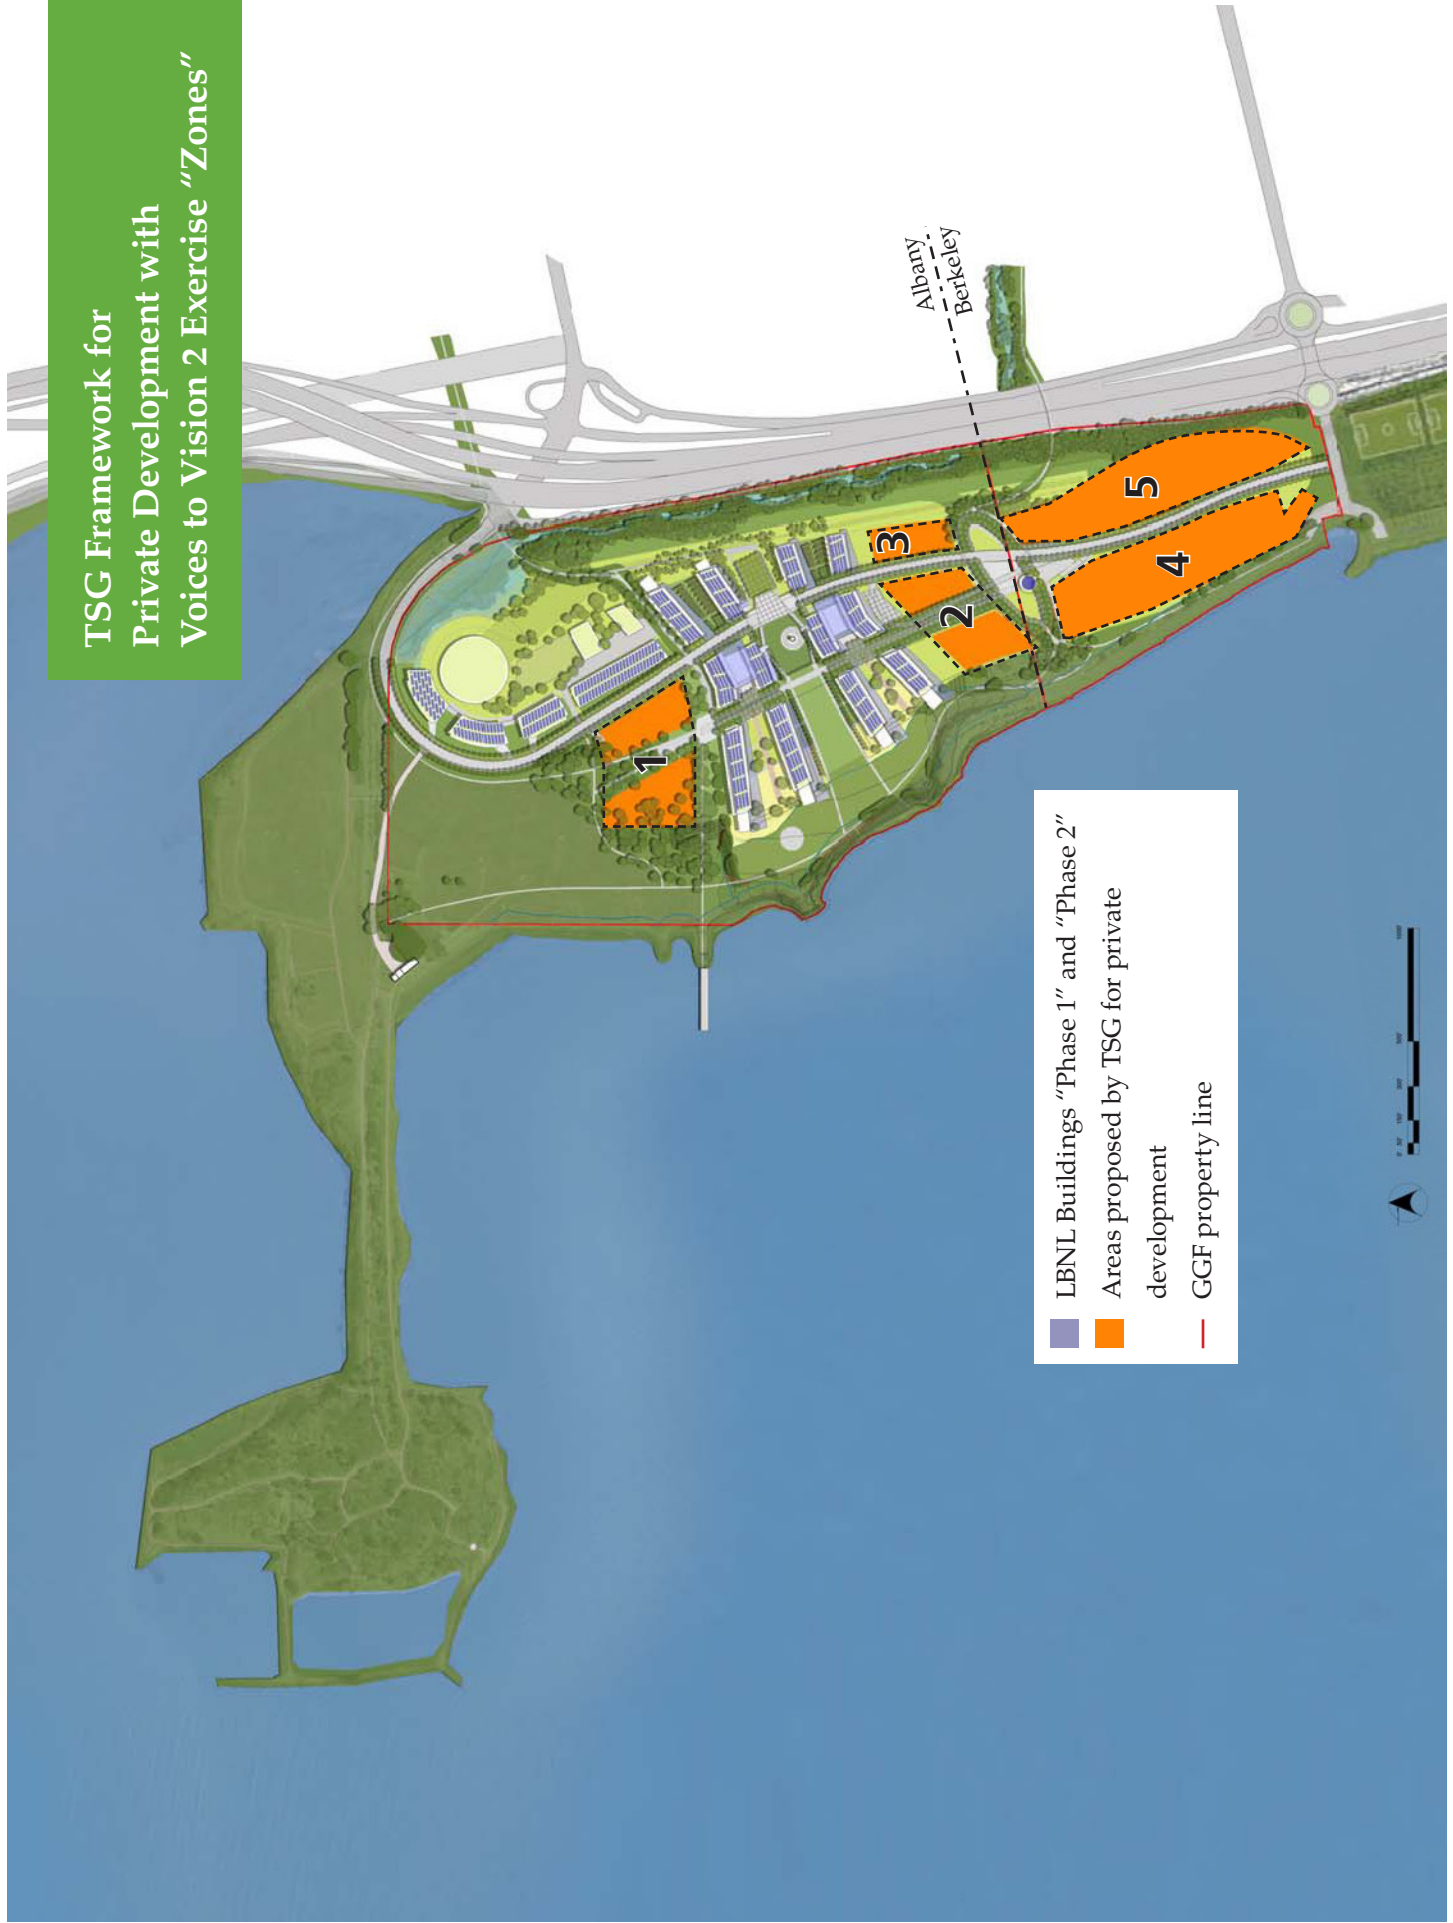 TSG Framework for
Private Development with
Voices to Vision 2 Exercise “Zones”
Albany
Berkeley
1
2
3
4
5
LBNL Buildings “Phase 1” and “Phase 2”
Areas proposed by TSG for private
development
GGF property line